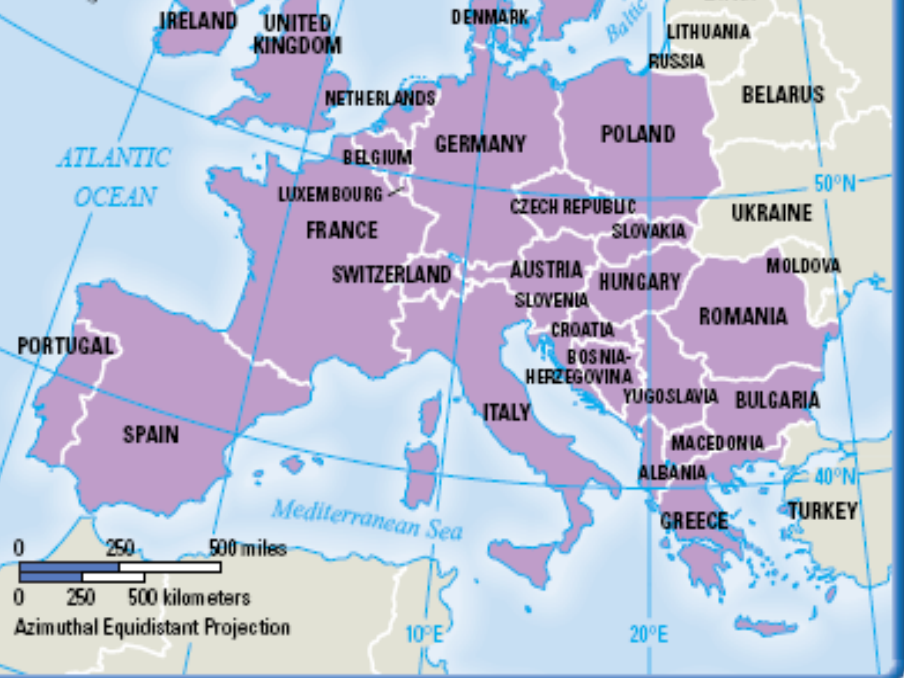 IRELAND
UNITED
KINGDOM
DENMARK
Baltic
LITHUANIA
RUSSIA
NETHERLANDS
BELARUS
GERMANY
POLAND
BELGIUM
ATLANTIC
OCEAN
LUXEMBOURG
50°N
CZECH REPUBLIC
UKRAINE
FRANCE
SLOVAKIA
SWITZERLAND
AUSTRIA
MOLDOVA
HUNGARY
SLOVENIA
ROMANIA
CROATIA
PORTUGAL
BOSNIA-
HERZEGOVINA
YUGOSLAVIA
BULGARIA
ITALY
SPAIN
MACEDONIA
ALBANIA
40°N
Mediterranean Sea
GREECE
TURKEY
0 250 500 miles
0 250 500 kilometers
Azimuthal Equidistant Projection
10°E
20°E